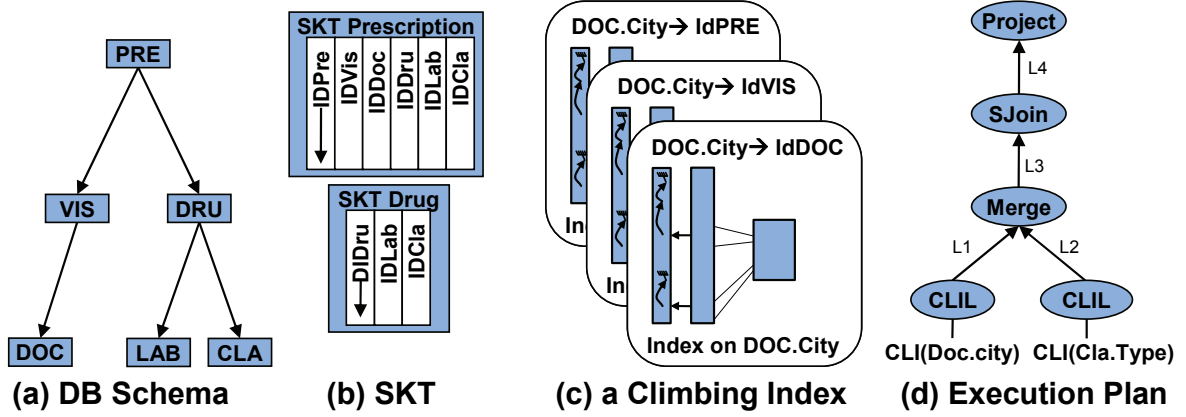 PRE
VIS
DRU
DOC
LAB
CLA
(a) DB Schema
SKT Prescription
IDPre
IDVis
IDDoc
IDDru
IDLab
IDCla
SKT Drug
DIDru
IDLab
IDCla
(b) SKT
DOC.City→ IdPRE
DOC.City→ IdVIS
DOC.City→ IdDOC
Ind
In
Index on DOC.City
(c) a Climbing Index
Project
L4
SJoin
L3
Merge
L1
L2
CLIL
CLIL
CLI(Doc.city)
CLI(Cla.Type)
(d) Execution Plan